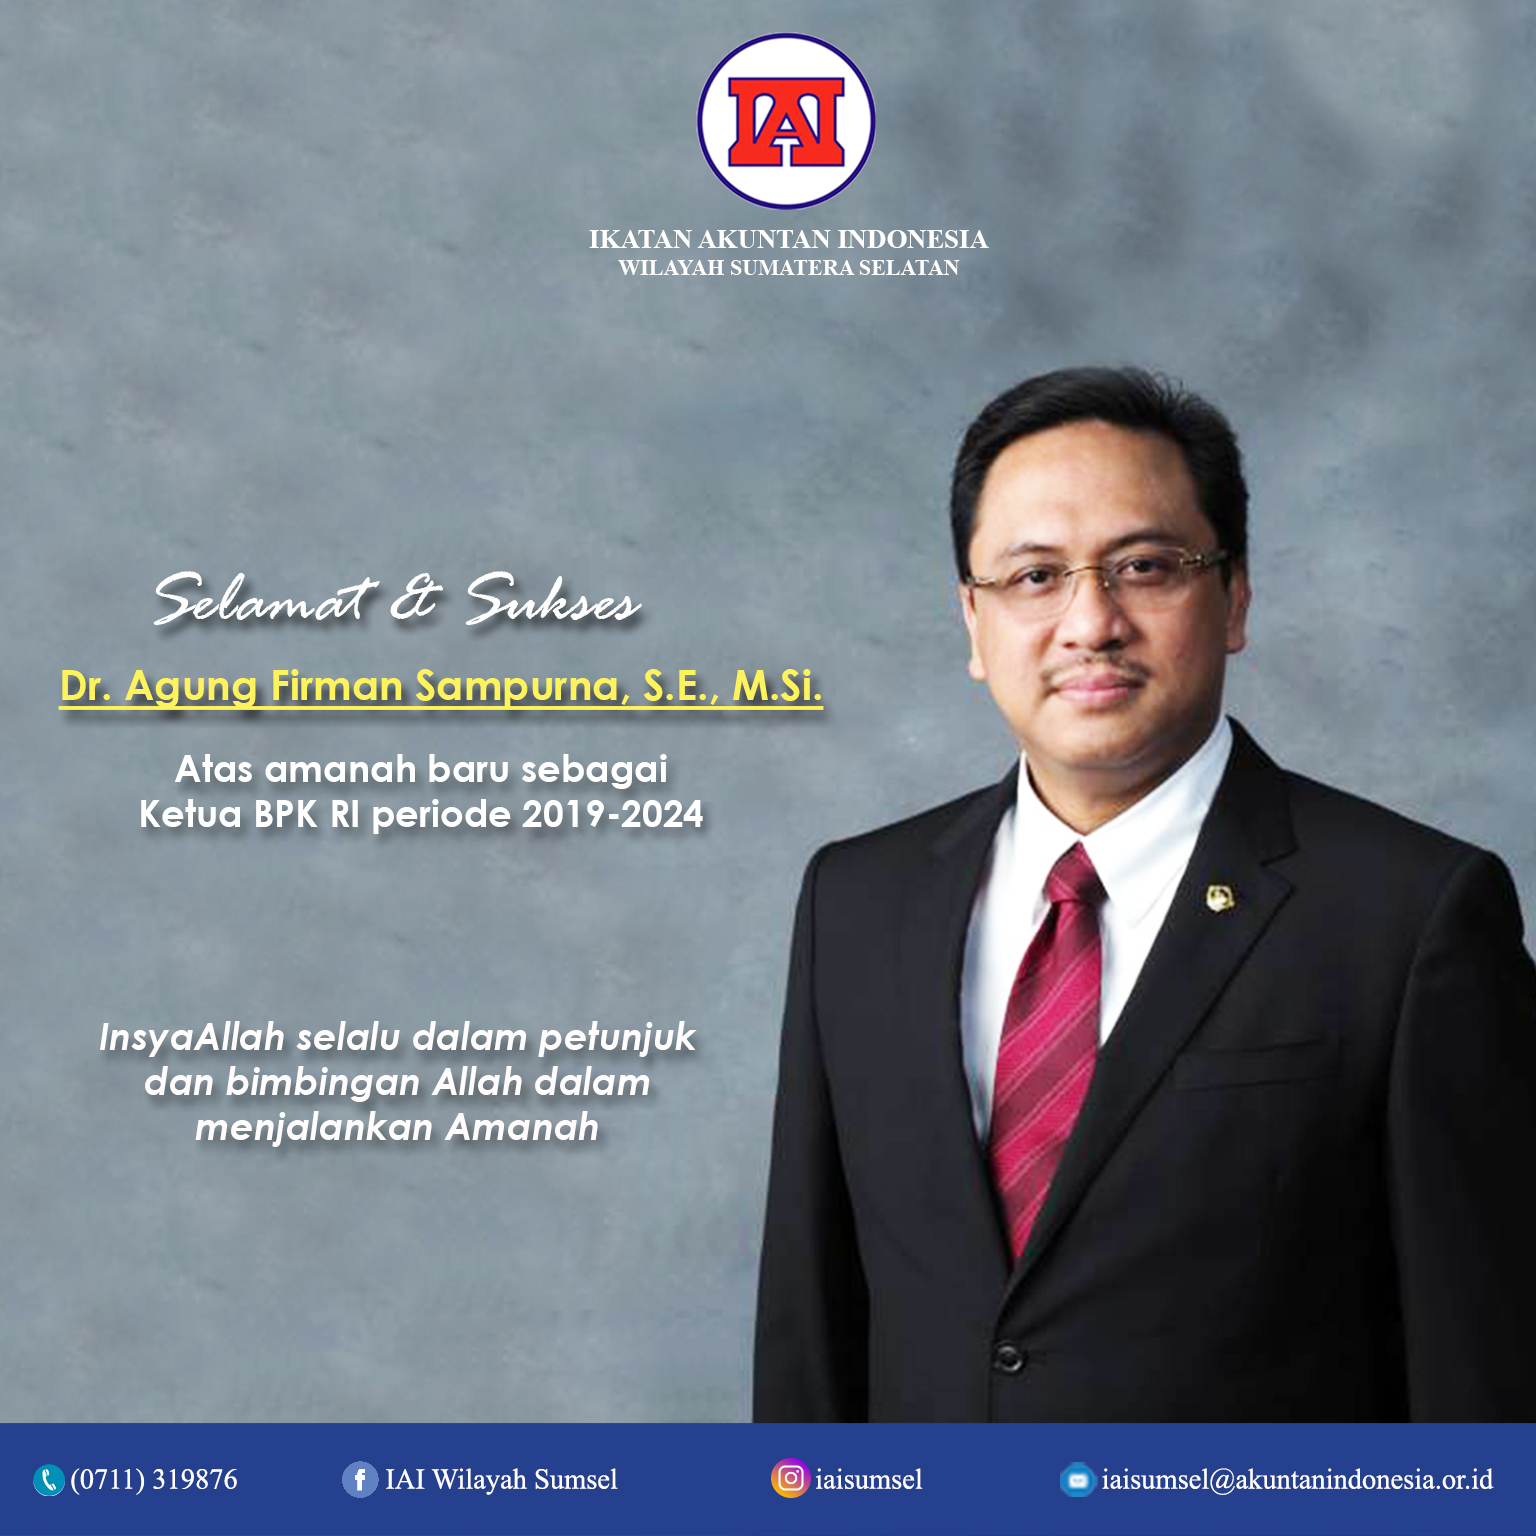 IAI
IKATAN AKUNTAN INDONESIA
WILAYAH SUMATERA SELATAN
Selamat & Sukses
Dr. Agung Firman Sampurna, S.E., M.Si.
Atas amanah baru sebagai
Ketua BPK RI periode 2019-2024
InsyaAllah selalu dalam petunjuk
dan bimbingan Allah dalam
menjalankan Amanah
(0711) 319876
IAI Wilayah Sumsel
iaisumsel
iaisumsel@akuntanindonesia.or.id